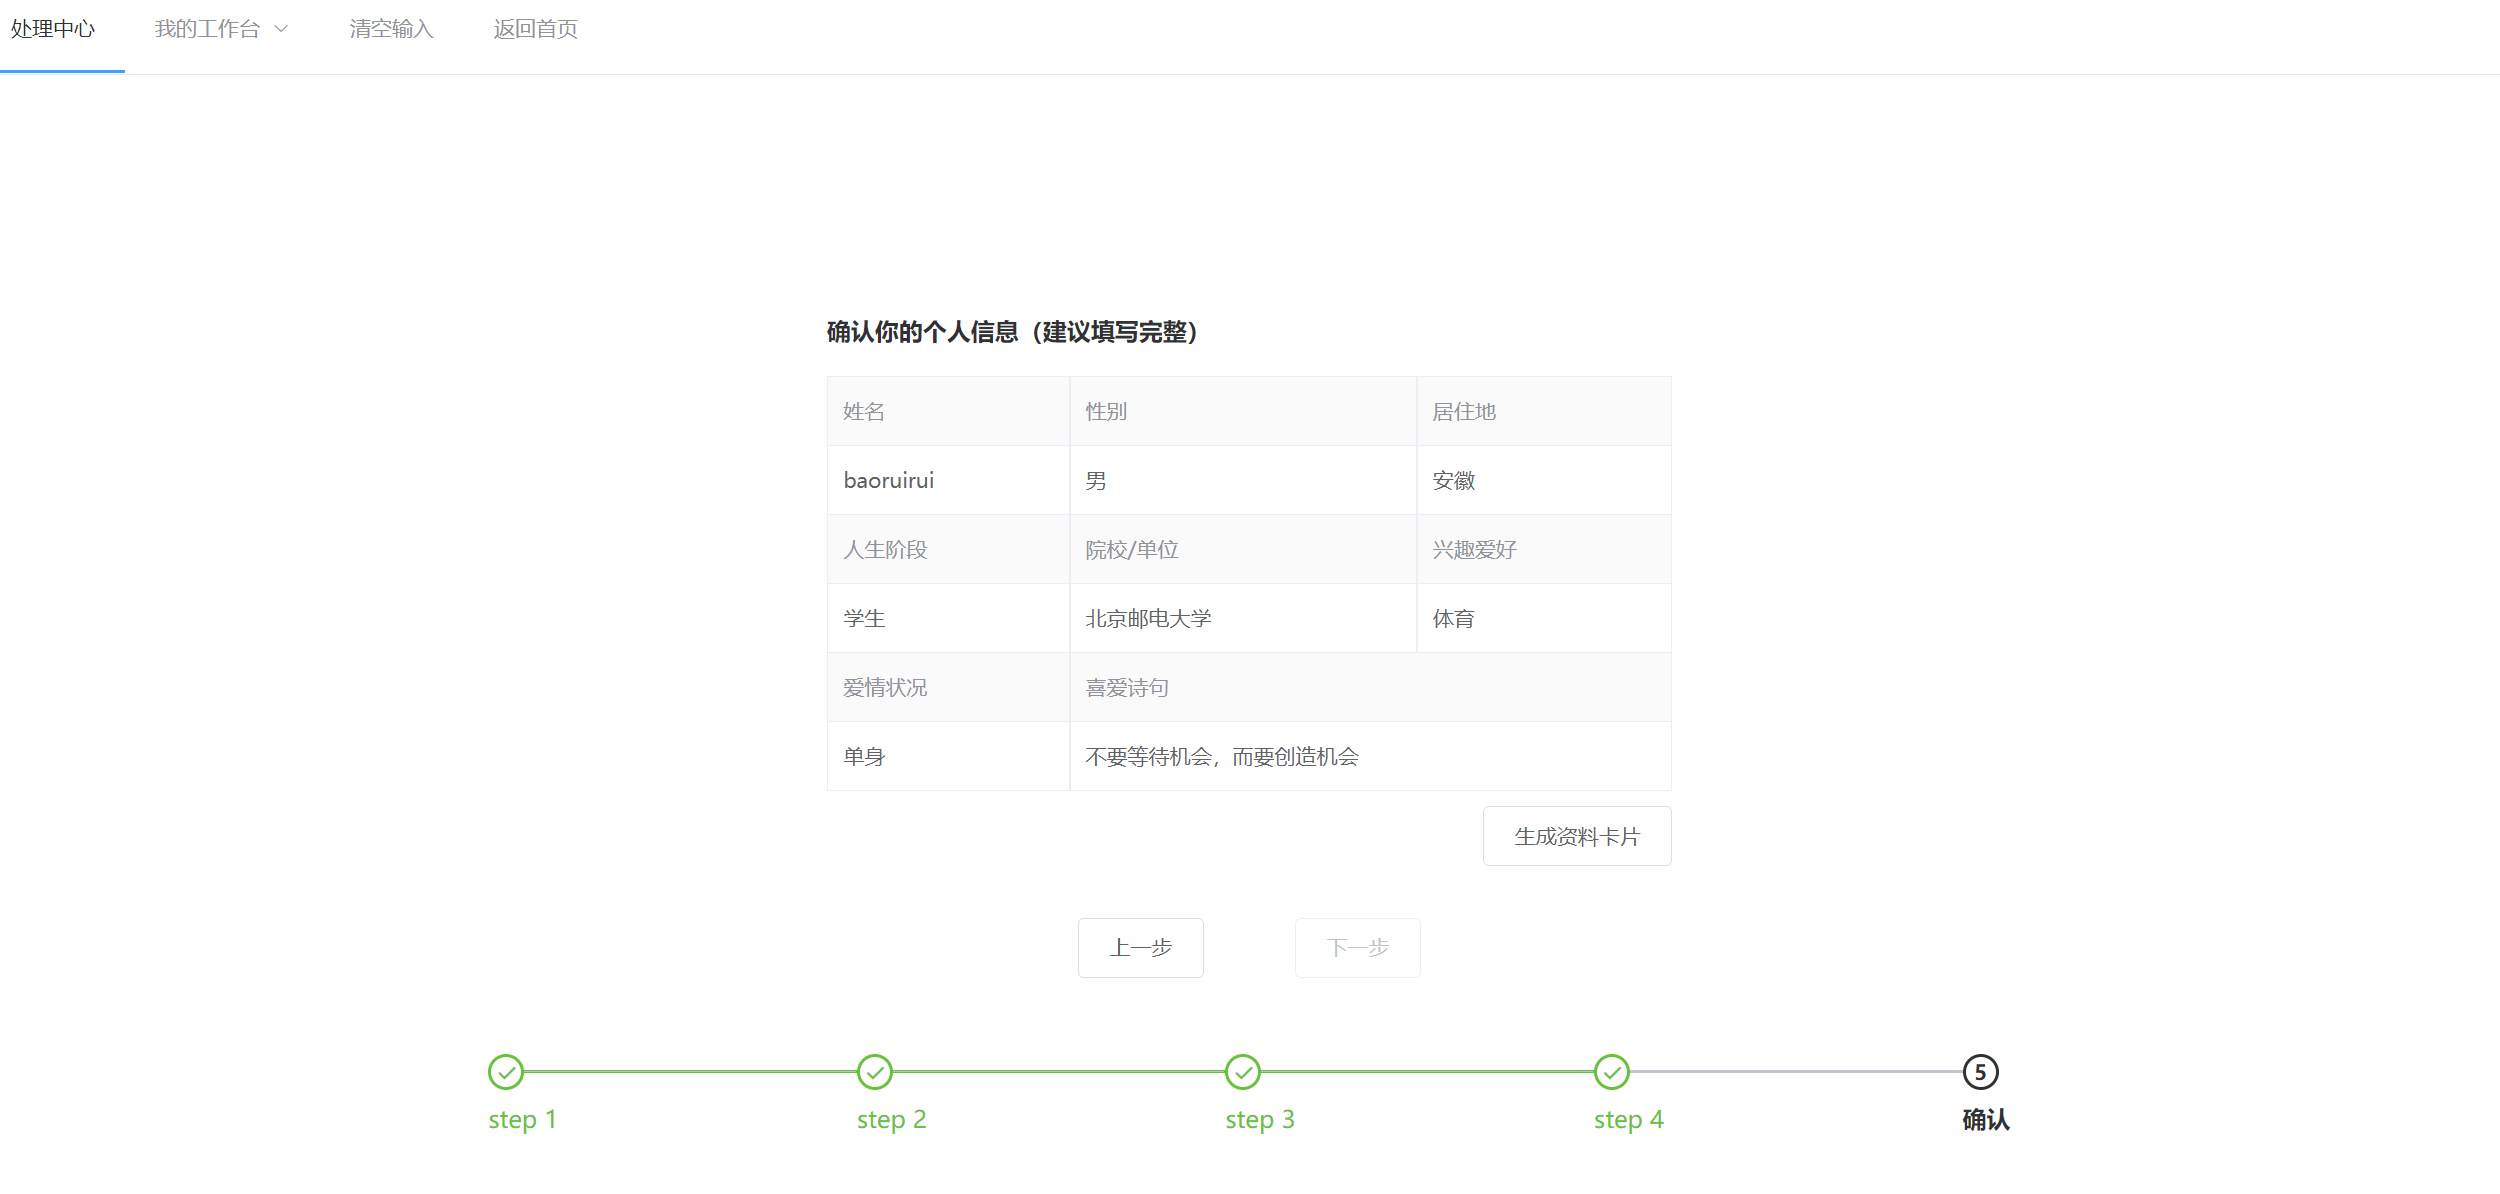 处理中心 我的工作台 清空输入 返回首页
确认你的个人信息（建议填写完整）
姓名 性别 居住地
baoruirui 男 安徽
人生阶段 院校/单位 兴趣爱好
学生 北京邮电大学 体育
爱情状况 喜爱诗句
单身 不要等待机会，而要创造机会
生成资料卡片
上一步 下一步
5
step 1 step 2 step 3 step 4 确认